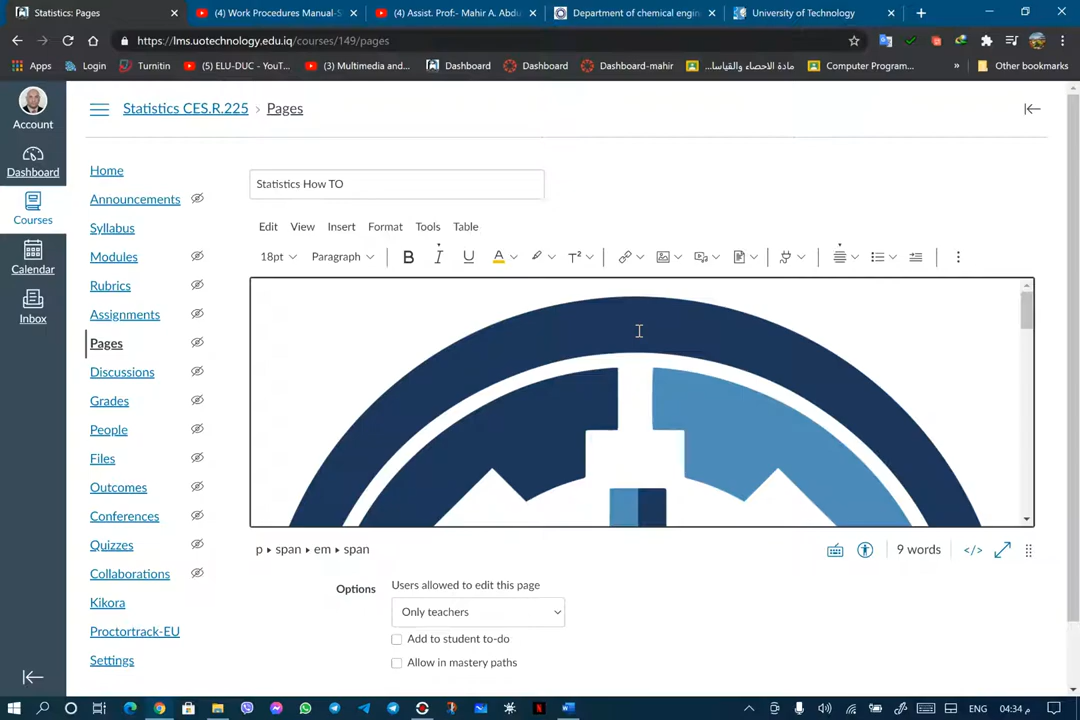 Statistics: Pages
(4) Work Procedures Manual-S
(4) Assist. Prof:- Mahir A. Abdu
Department of chemical engin
University of Technology
https://lms.uotechnology.edu.iq/courses/149/pages
Apps
Login
Turnitin
(5) ELU-DUC - YouT...
(3) Multimedia and...
Dashboard
Dashboard
Dashboard-mahir
مادة الاحصاء والقياسا...
Computer Program...
»
Other bookmarks
Account
Dashboard
Courses
Calendar
Inbox
Statistics CES.R.225 › Pages
Home
Announcements
Syllabus
Modules
Rubrics
Assignments
Pages
Discussions
Grades
People
Files
Outcomes
Conferences
Quizzes
Collaborations
Kikora
Proctortrack-EU
Settings
Statistics How TO
Edit View Insert Format Tools Table
18pt Paragraph B I U A T²
p ▸ span ▸ em ▸ span
9 words </>
Options
Users allowed to edit this page
Only teachers
Add to student to-do
Allow in mastery paths
ENG
04:34 م